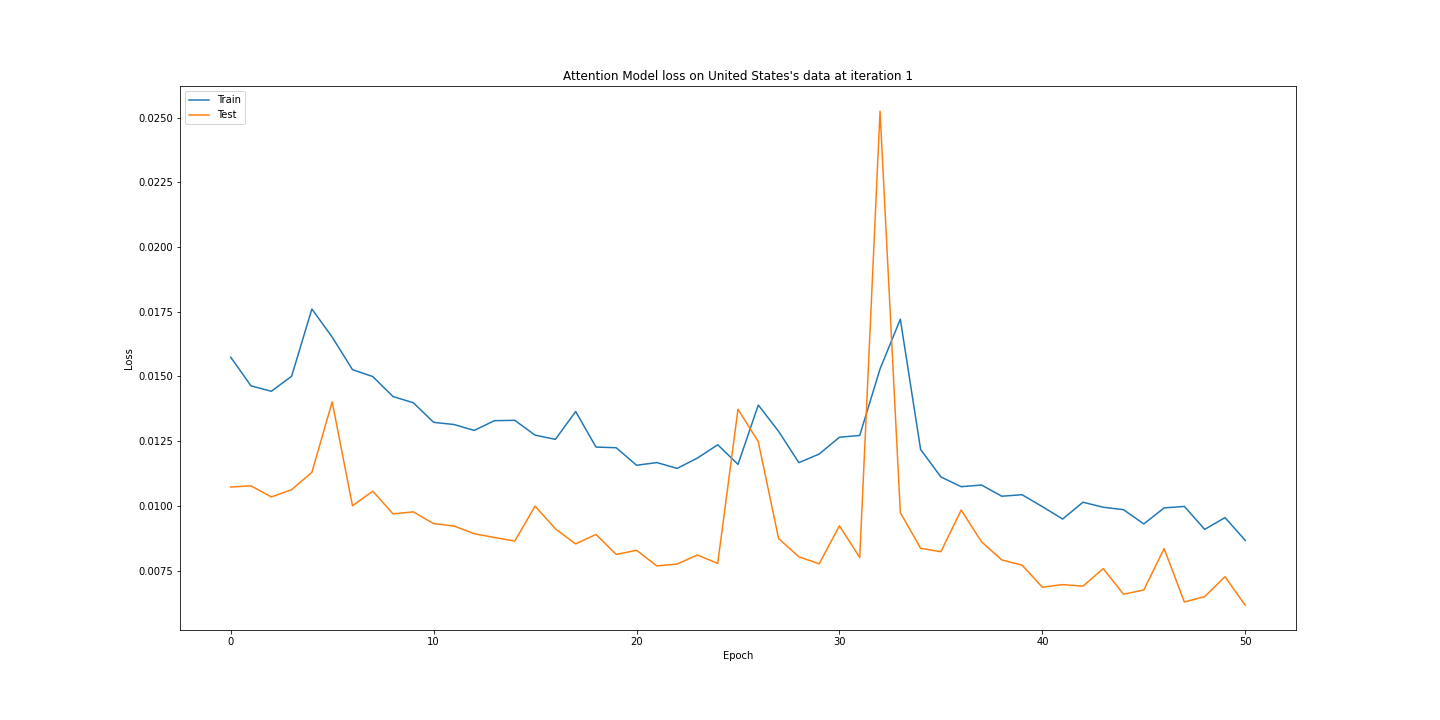 Attention Model loss on United States's data at iteration 1
Train
Test
0.0250
0.0225
0.0200
0.0175
0.0150
0.0125
0.0100
0.0075
Loss
0 10 20 30 40 50
Epoch